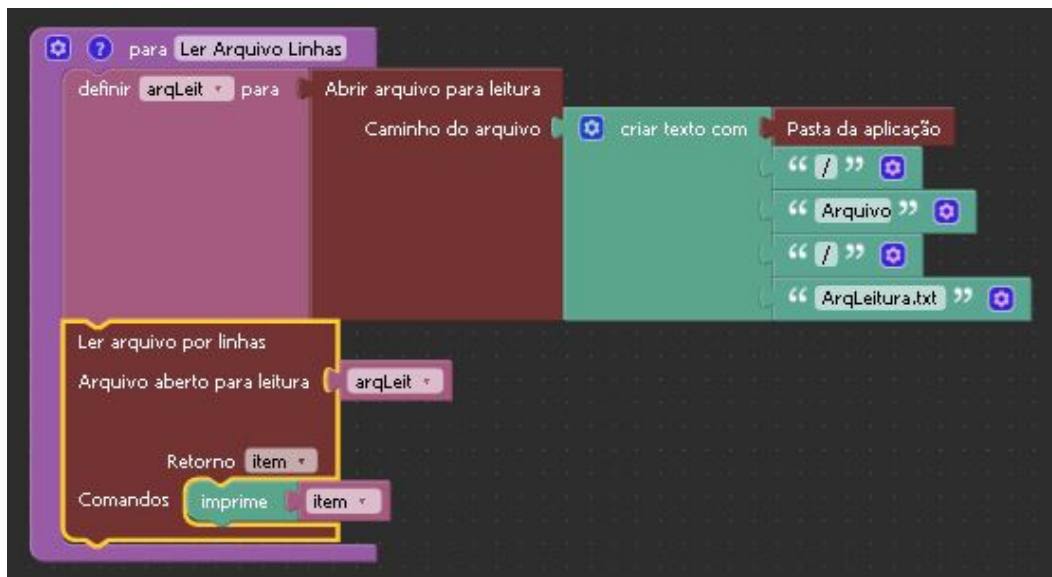 ? para Ler Arquivo Linhas
definir arqLeit para Abrir arquivo para leitura
Caminho do arquivo criar texto com Pasta da aplicação
“ / ”
“ Arquivo ”
“ / ”
“ ArqLeitura.txt ”
Ler arquivo por linhas
Arquivo aberto para leitura arqLeit
Retorno item
Comandos imprime item